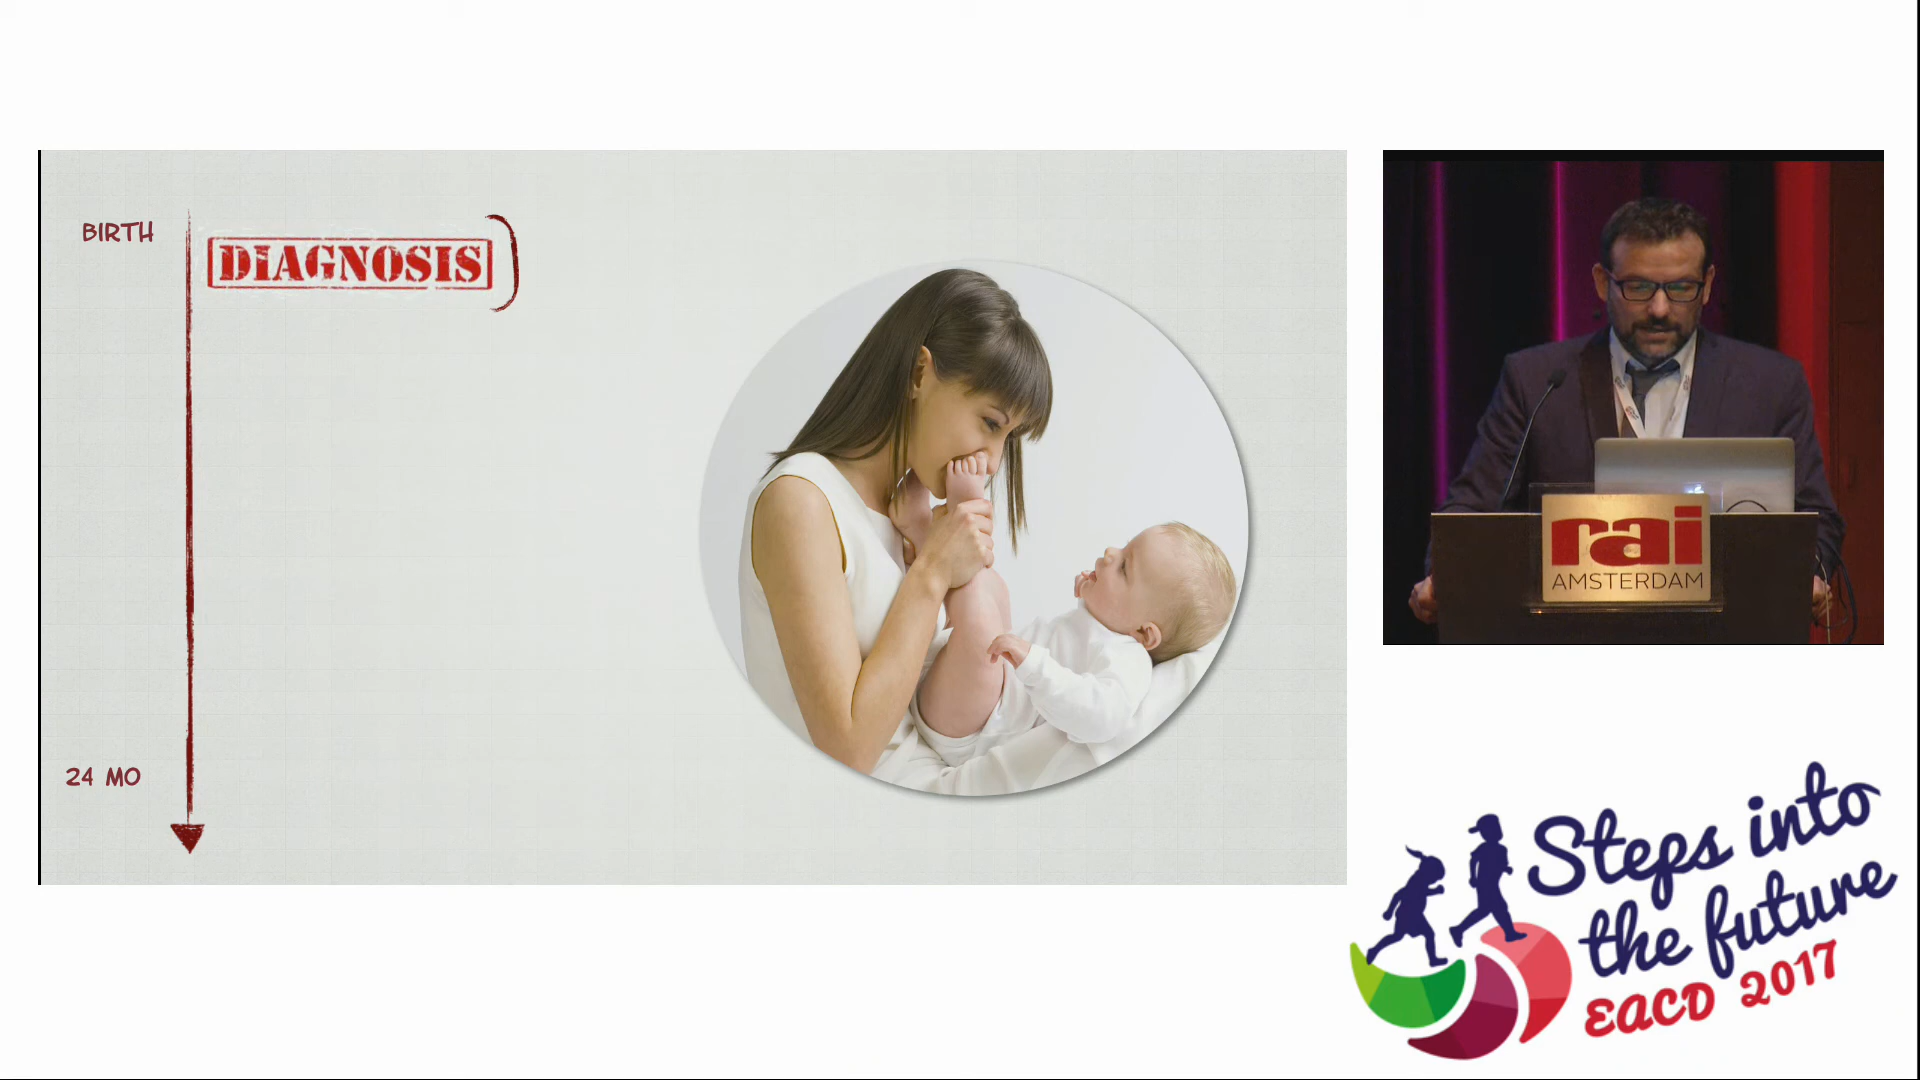 BIRTH
DIAGNOSIS
24 MO
rai
AMSTERDAM
Steps into
the future
EACD 2017